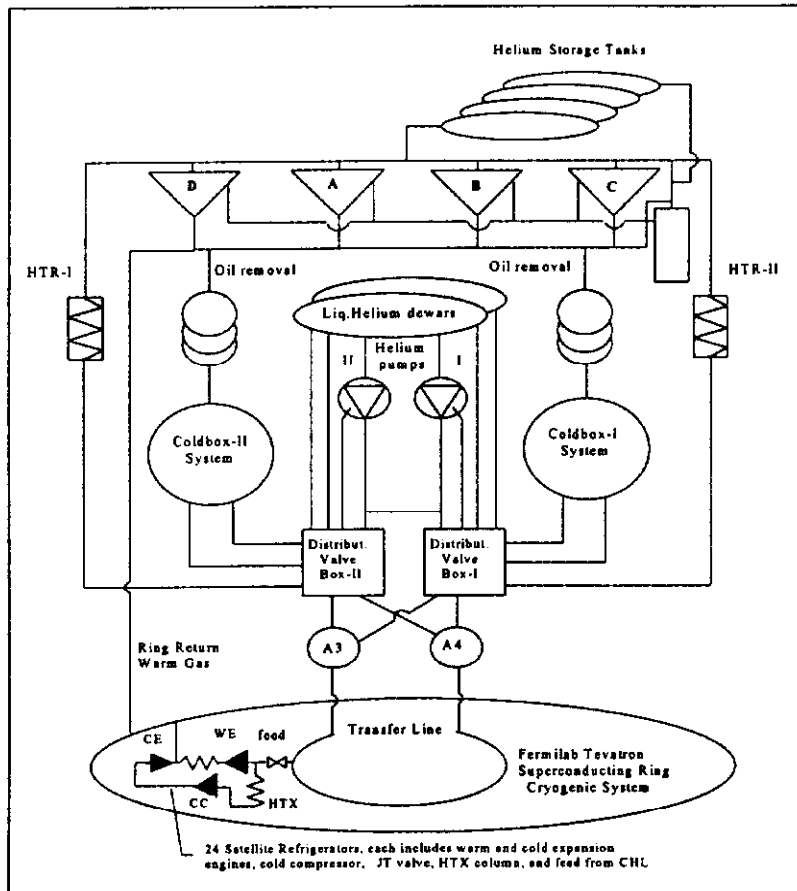 Helium Storage Tanks
D
A
B
C
HTR-I
Oil removal
Oil removal
HTR-II
Liq.Helium dewars
Helium
pumps
II
I
Coldbox-II
System
Coldbox-I
System
Distribut.
Valve
Box-II
Distribut.
Valve
Box-I
A3
A4
Ring Return
Warm Gas
Transfer Line
CE
WE
feed
CC
HTX
Fermilab Tevatron
Superconducting Ring
Cryogenic System
24 Satellite Refrigerators, each includes warm and cold expansion
engines, cold compressor, JT valve, HTX column, and feed from CHL